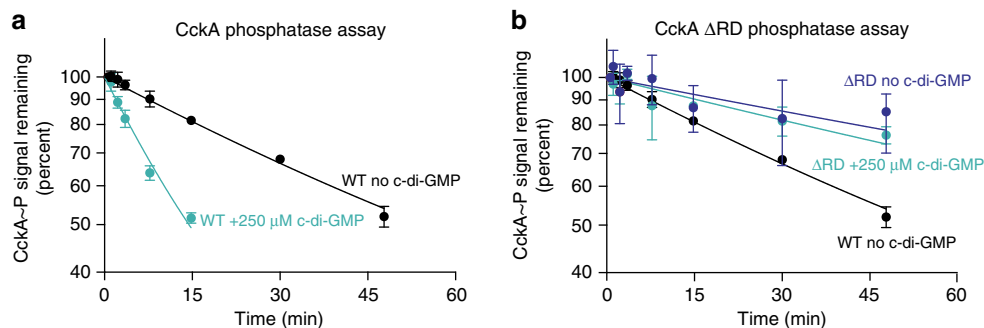 a
CckA phosphatase assay
CckA~P signal remaining
(percent)
100
90
80
70
60
50
40
WT no c-di-GMP
WT +250 μM c-di-GMP
0
15
30
45
60
Time (min)
b
CckA ΔRD phosphatase assay
CckA~P signal remaining
(percent)
100
90
80
70
60
50
40
ΔRD no c-di-GMP
ΔRD +250 μM c-di-GMP
WT no c-di-GMP
0
15
30
45
60
Time (min)